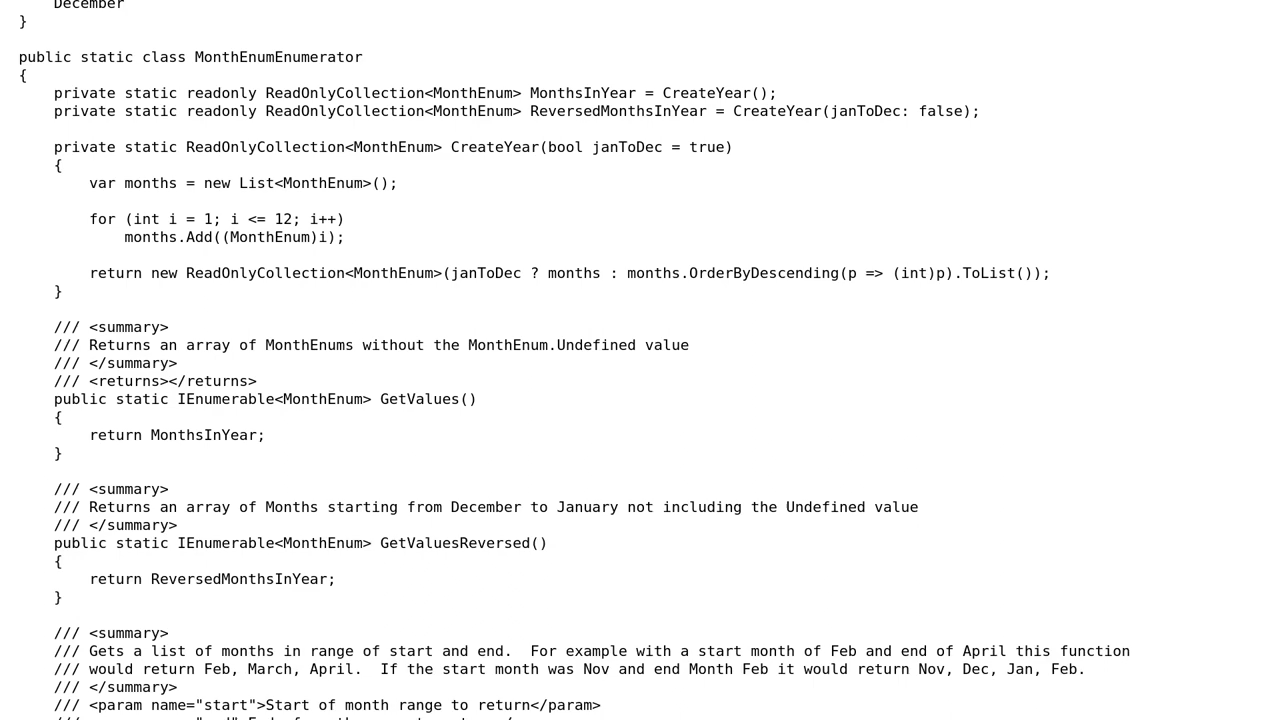 December
}

public static class MonthEnumEnumerator
{
    private static readonly ReadOnlyCollection<MonthEnum> MonthsInYear = CreateYear();
    private static readonly ReadOnlyCollection<MonthEnum> ReversedMonthsInYear = CreateYear(janToDec: false);

    private static ReadOnlyCollection<MonthEnum> CreateYear(bool janToDec = true)
    {
        var months = new List<MonthEnum>();

        for (int i = 1; i <= 12; i++)
            months.Add((MonthEnum)i);

        return new ReadOnlyCollection<MonthEnum>(janToDec ? months : months.OrderByDescending(p => (int)p).ToList());
    }

    /// <summary>
    /// Returns an array of MonthEnums without the MonthEnum.Undefined value
    /// </summary>
    /// <returns></returns>
    public static IEnumerable<MonthEnum> GetValues()
    {
        return MonthsInYear;
    }

    /// <summary>
    /// Returns an array of Months starting from December to January not including the Undefined value
    /// </summary>
    public static IEnumerable<MonthEnum> GetValuesReversed()
    {
        return ReversedMonthsInYear;
    }

    /// <summary>
    /// Gets a list of months in range of start and end.  For example with a start month of Feb and end of April this function
    /// would return Feb, March, April.  If the start month was Nov and end Month Feb it would return Nov, Dec, Jan, Feb.
    /// </summary>
    /// <param name="start">Start of month range to return</param>